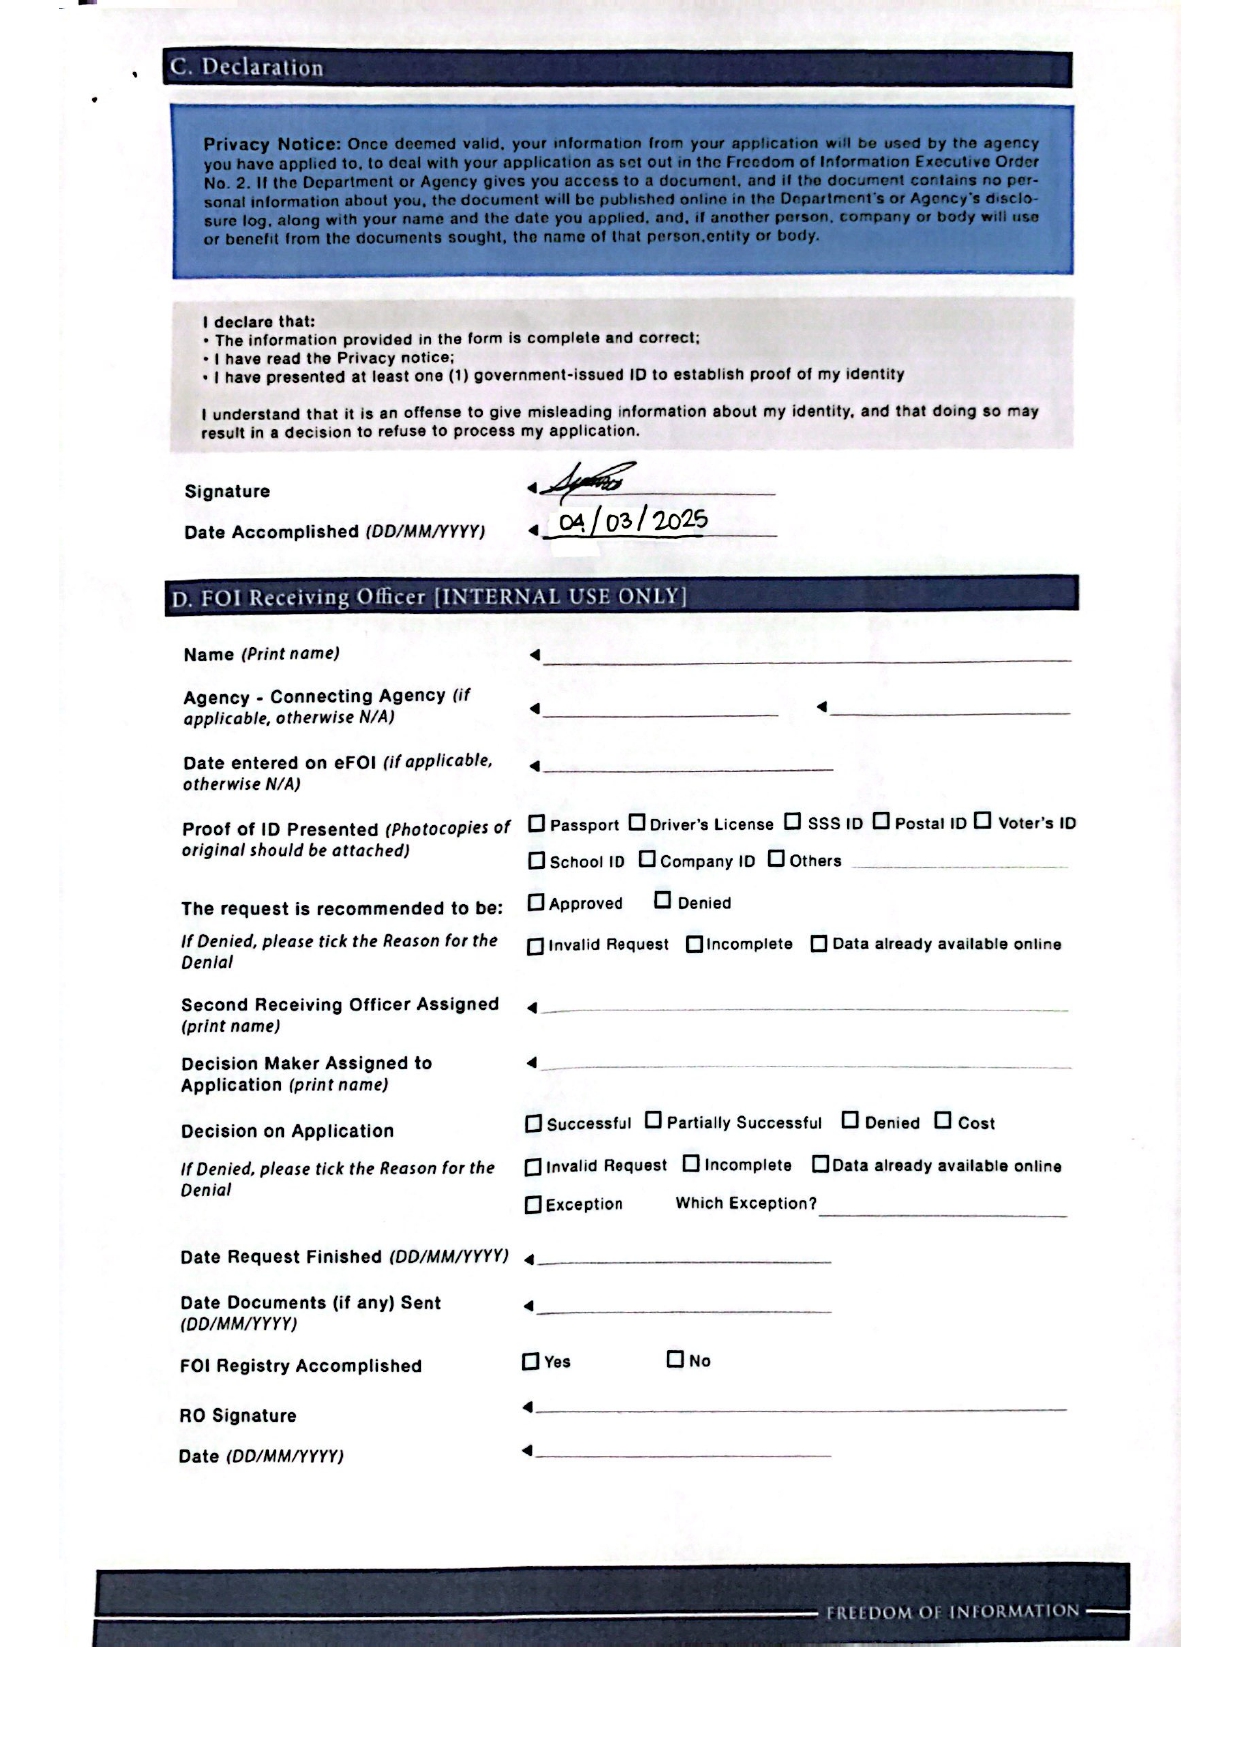 C. Declaration
Privacy Notice: Once deemed valid, your information from your application will be used by the agency
you have applied to, to deal with your application as set out in the Freedom of Information Executive Order
No. 2. If the Department or Agency gives you access to a document, and if the document contains no per-
sonal information about you, the document will be published online in the Department's or Agency's disclo-
sure log, along with your name and the date you applied, and, if another person, company or body will use
or benefit from the documents sought, the name of that person,entity or body.
I declare that:
• The information provided in the form is complete and correct;
• I have read the Privacy notice;
• I have presented at least one (1) government-issued ID to establish proof of my identity
I understand that it is an offense to give misleading information about my identity, and that doing so may
result in a decision to refuse to process my application.
Signature
Date Accomplished (DD/MM/YYYY) 04/03/2025
D. FOI Receiving Officer [INTERNAL USE ONLY]
Name (Print name)
Agency - Connecting Agency (if
applicable, otherwise N/A)
Date entered on eFOI (if applicable,
otherwise N/A)
Proof of ID Presented (Photocopies of
original should be attached)
Passport Driver's License SSS ID Postal ID Voter's ID
School ID Company ID Others
The request is recommended to be: Approved Denied
If Denied, please tick the Reason for the
Denial
Invalid Request Incomplete Data already available online
Second Receiving Officer Assigned
(print name)
Decision Maker Assigned to
Application (print name)
Decision on Application Successful Partially Successful Denied Cost
If Denied, please tick the Reason for the
Denial
Invalid Request Incomplete Data already available online
Exception Which Exception?
Date Request Finished (DD/MM/YYYY)
Date Documents (if any) Sent
(DD/MM/YYYY)
FOI Registry Accomplished Yes No
RO Signature
Date (DD/MM/YYYY)
FREEDOM OF INFORMATION